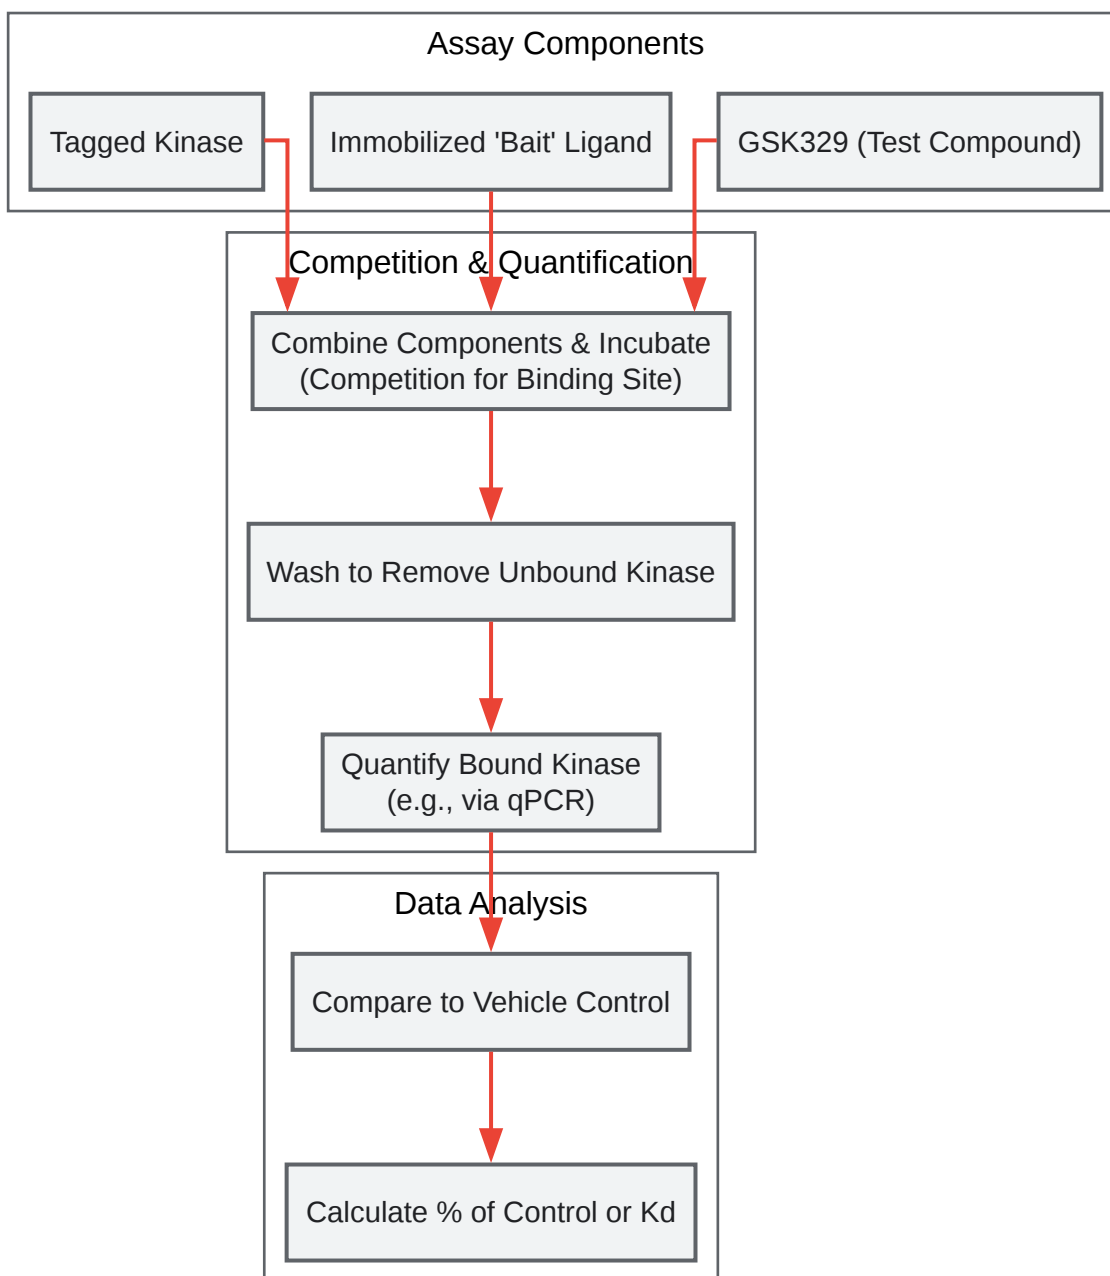 Assay Components
Tagged Kinase
Immobilized 'Bait' Ligand
GSK329 (Test Compound)
Competition & Quantification
Combine Components & Incubate
(Competition for Binding Site)
Wash to Remove Unbound Kinase
Quantify Bound Kinase
(e.g., via qPCR)
Data Analysis
Compare to Vehicle Control
Calculate % of Control or Kd